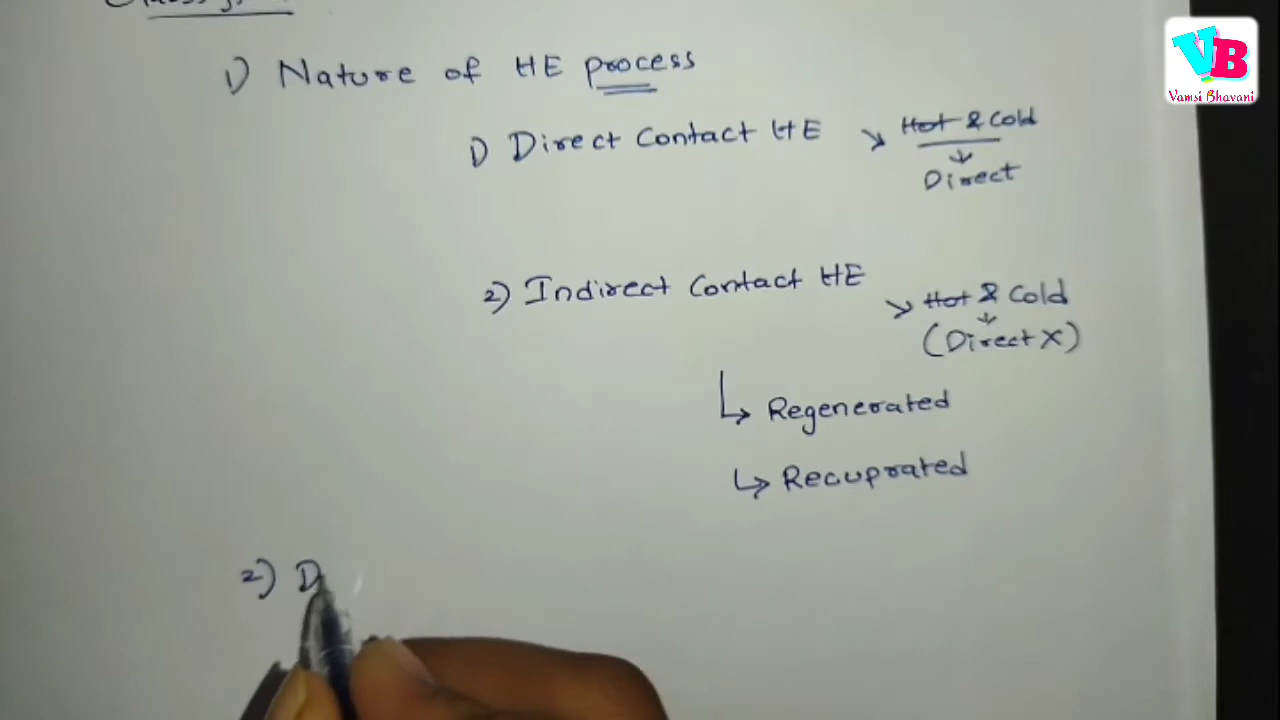 1) Nature of HE process
1) Direct Contact HE ↘ Hot & Cold
↓
Direct
2) Indirect Contact HE
↘ Hot & Cold
↓
(Direct X)
↳ Regenerated
↳ Recuprated
2) D
VB
Vamsi Bhavani